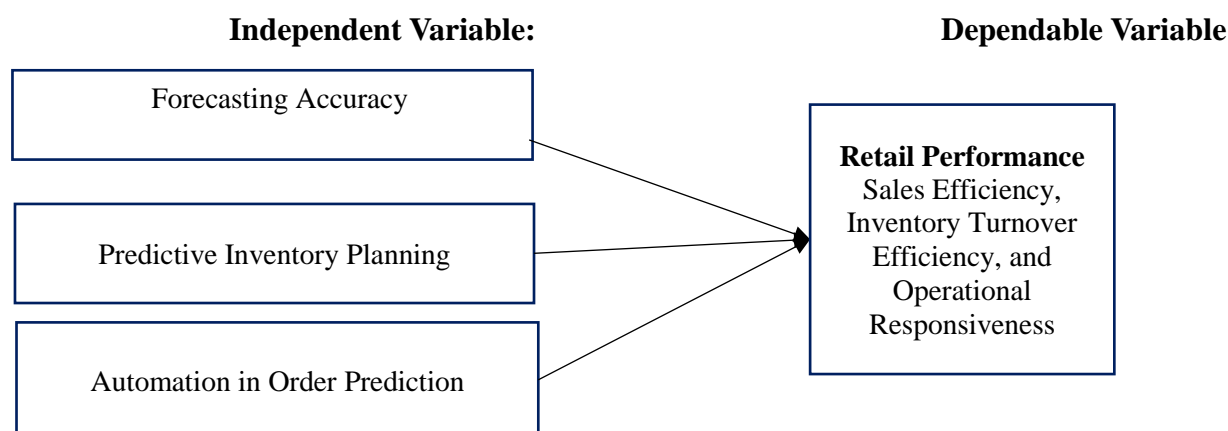 Independent Variable:
Dependable Variable
Forecasting Accuracy
Predictive Inventory Planning
Automation in Order Prediction
Retail Performance
Sales Efficiency,
Inventory Turnover
Efficiency, and
Operational
Responsiveness